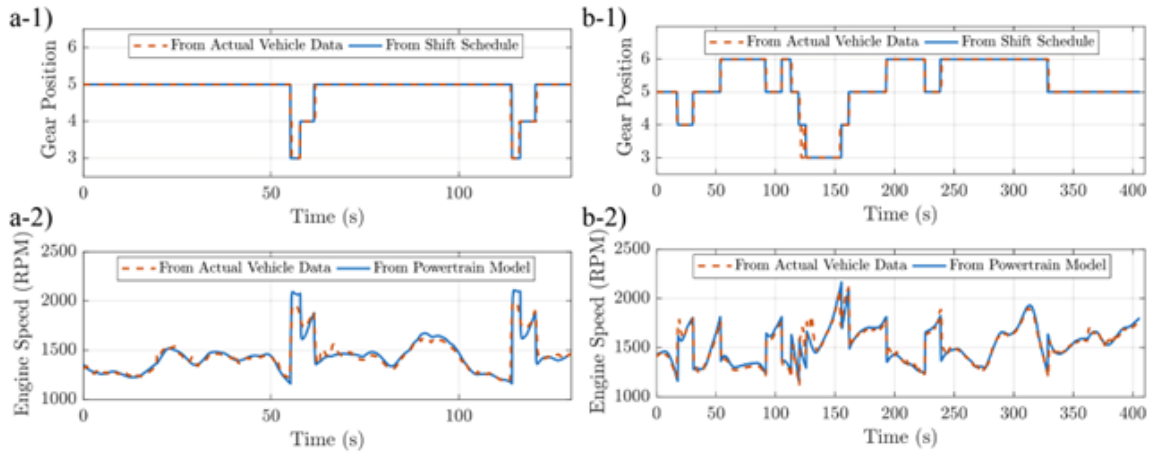 a-1)
From Actual Vehicle Data From Shift Schedule
Gear Position
6
5
4
3
0 50 100
Time (s)
b-1)
From Actual Vehicle Data From Shift Schedule
Gear Position
6
5
4
3
0 50 100 150 200 250 300 350 400
Time (s)
a-2)
From Actual Vehicle Data From Powertrain Model
Engine Speed (RPM)
2500
2000
1500
1000
0 50 100
Time (s)
b-2)
From Actual Vehicle Data From Powertrain Model
Engine Speed (RPM)
2500
2000
1500
1000
0 50 100 150 200 250 300 350 400
Time (s)